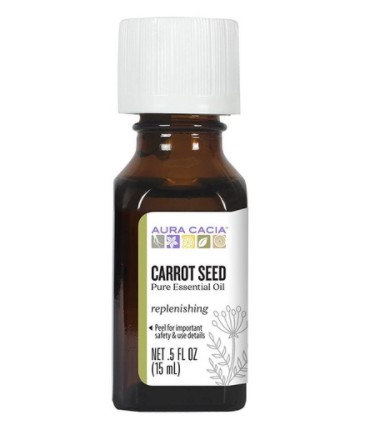 AURA CACIA
CARROT SEED
Pure Essential Oil
replenishing
Peel for important
safety & use details
NET .5 FL OZ
(15 mL)